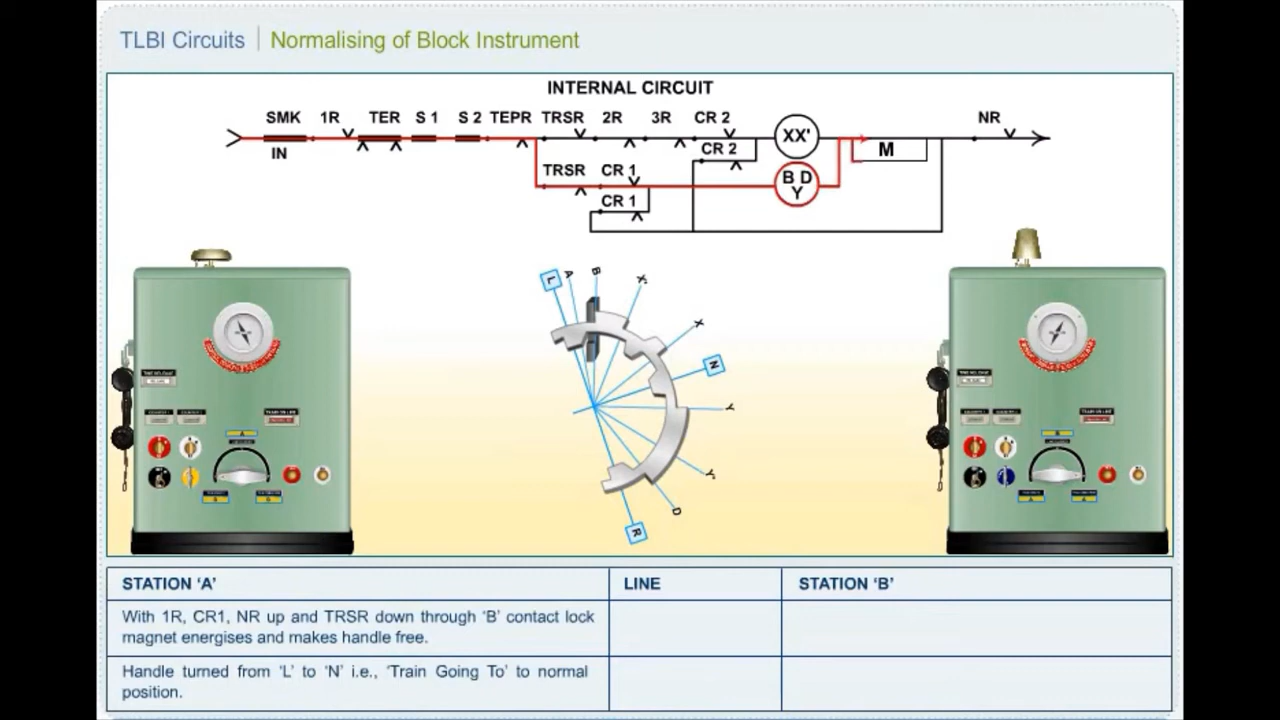 TLBI Circuits | Normalising of Block Instrument
INTERNAL CIRCUIT
SMK 1R TER S 1 S 2 TEPR TRSR 2R 3R CR 2 XX' NR
IN CR 2 M
TRSR CR 1 B D
Y
CR 1
L A B X' X N Y Y' D R
STATION ‘A’ LINE STATION ‘B’
With 1R, CR1, NR up and TRSR down through ‘B’ contact lock
magnet energises and makes handle free.
Handle turned from ‘L’ to ‘N’ i.e., ‘Train Going To’ to normal
position.